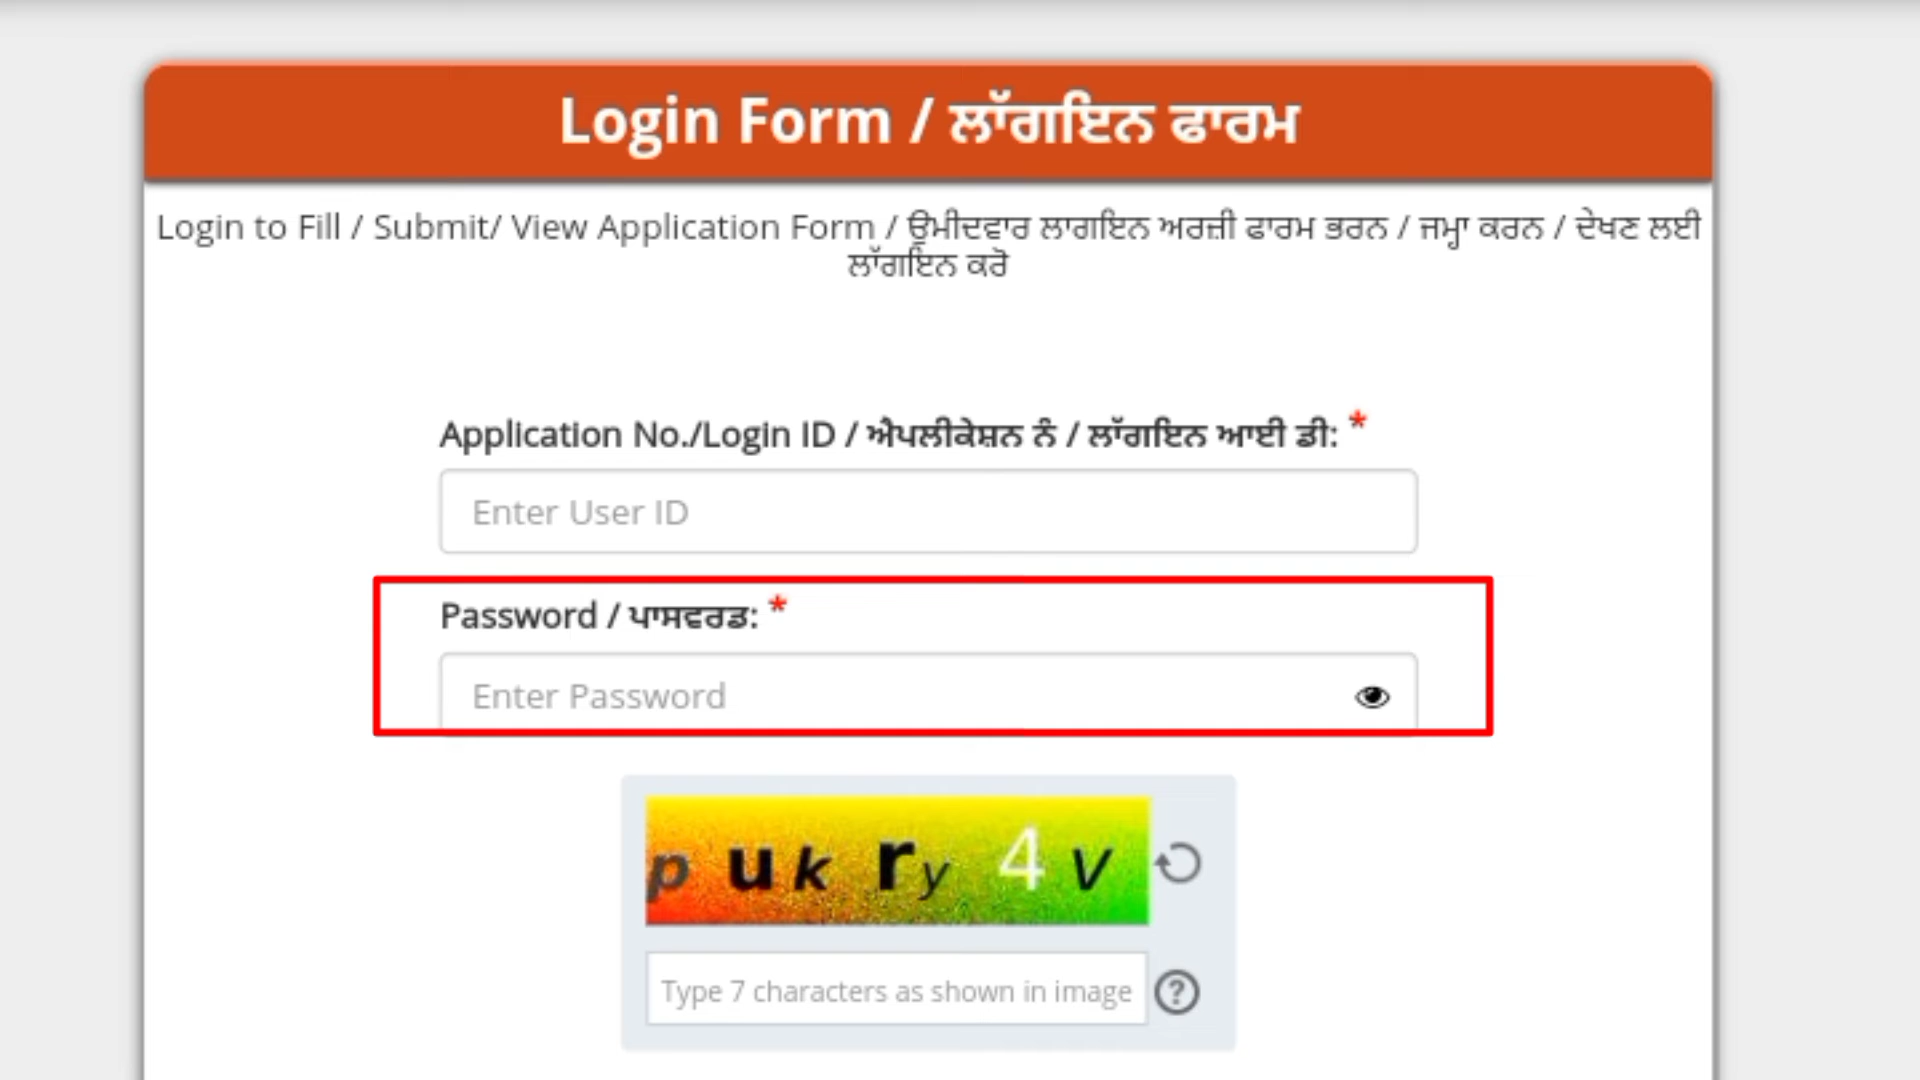 Login Form / ਲਾੱਗਇਨ ਫਾਰਮ
Login to Fill / Submit/ View Application Form / ਉਮੀਦਵਾਰ ਲਾਗਇਨ ਅਰਜ਼ੀ ਫਾਰਮ ਭਰਨ / ਜਮ੍ਹਾ ਕਰਨ / ਦੇਖਣ ਲਈ
ਲਾੱਗਇਨ ਕਰੋ
Application No./Login ID / ਐਪਲੀਕੇਸ਼ਨ ਨੰ / ਲਾੱਗਇਨ ਆਈ ਡੀ: *
Enter User ID
Password / ਪਾਸਵਰਡ: *
Enter Password
p u k r y 4 V
Type 7 characters as shown in image
?